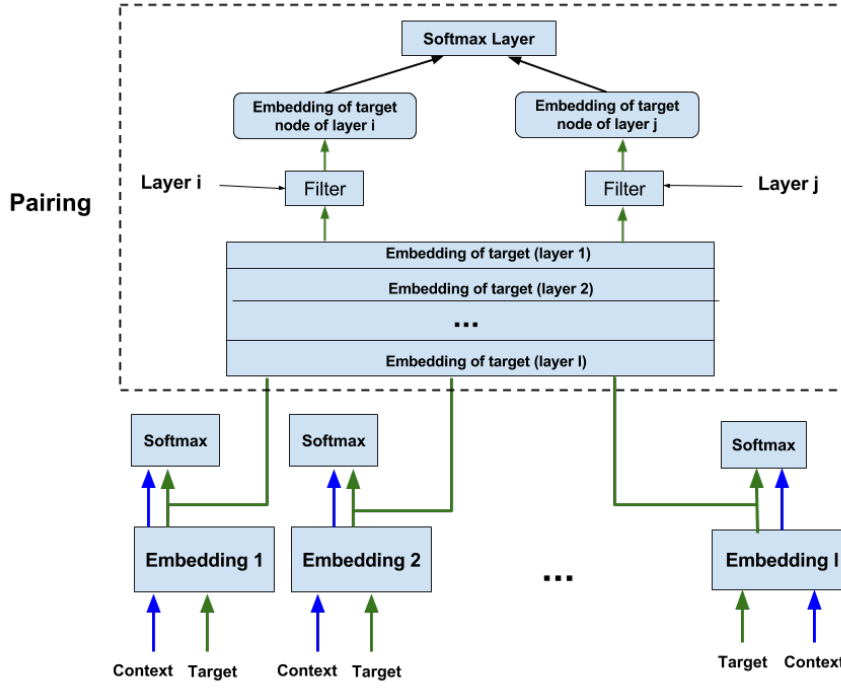 Softmax Layer
Embedding of target
node of layer i
Embedding of target
node of layer j
Layer i
Filter
Filter
Layer j
Pairing
Embedding of target (layer 1)
Embedding of target (layer 2)
...
Embedding of target (layer l)
Softmax
Softmax
Softmax
Embedding 1
Embedding 2
...
Embedding l
Context
Target
Context
Target
Target
Context